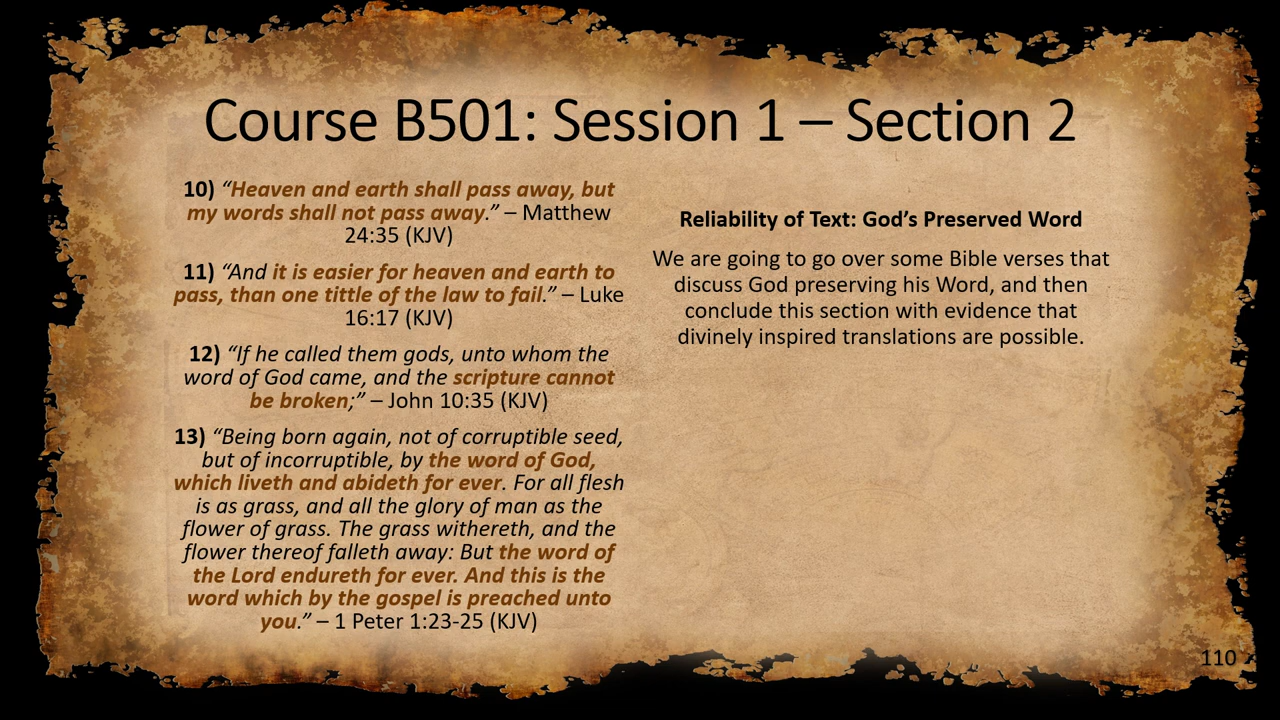 Course B501: Session 1 – Section 2
10) “Heaven and earth shall pass away, but
my words shall not pass away.” – Matthew
24:35 (KJV)
11) “And it is easier for heaven and earth to
pass, than one tittle of the law to fail.” – Luke
16:17 (KJV)
12) “If he called them gods, unto whom the
word of God came, and the scripture cannot
be broken;” – John 10:35 (KJV)
13) “Being born again, not of corruptible seed,
but of incorruptible, by the word of God,
which liveth and abideth for ever. For all flesh
is as grass, and all the glory of man as the
flower of grass. The grass withereth, and the
flower thereof falleth away: But the word of
the Lord endureth for ever. And this is the
word which by the gospel is preached unto
you.” – 1 Peter 1:23-25 (KJV)
Reliability of Text: God’s Preserved Word
We are going to go over some Bible verses that
discuss God preserving his Word, and then
conclude this section with evidence that
divinely inspired translations are possible.
110